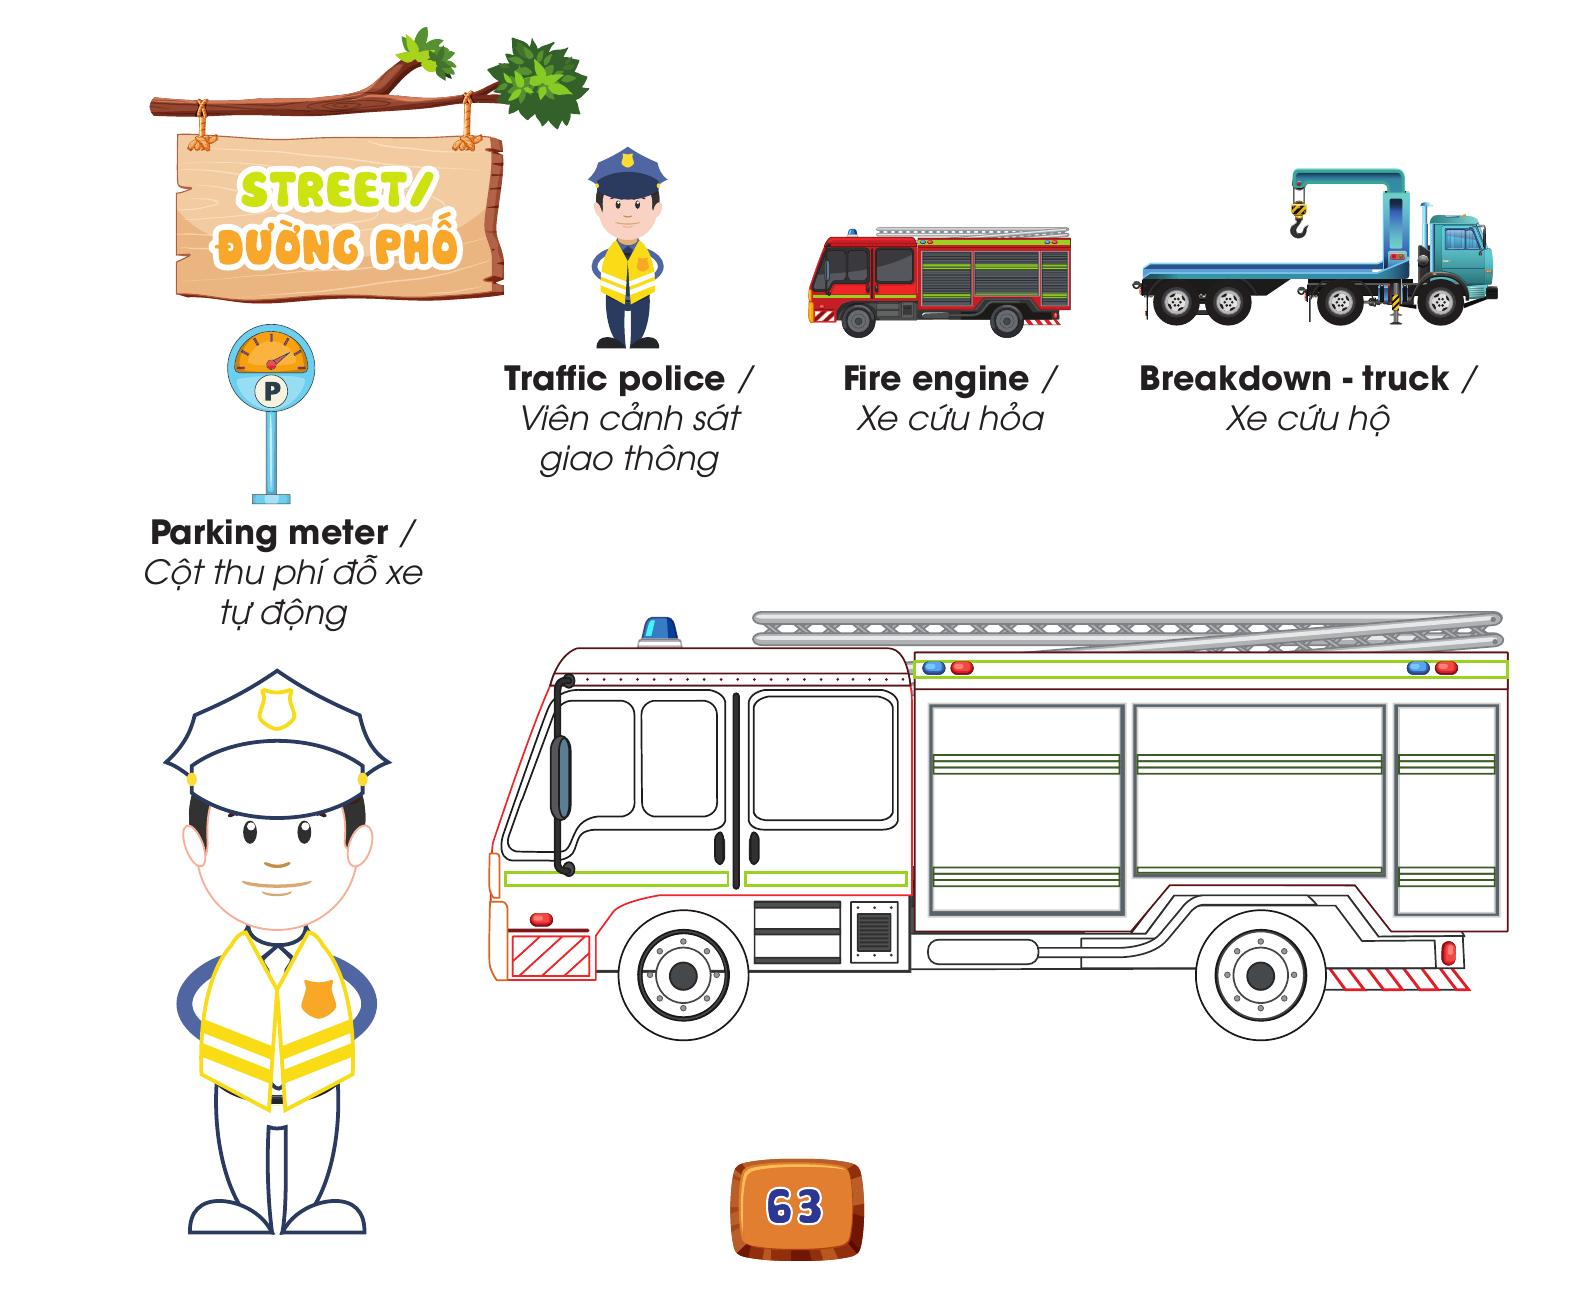 STREET/
ĐƯỜNG PHỐ
P
Parking meter /
Cột thu phí đỗ xe
tự động
Traffic police /
Viên cảnh sát
giao thông
Fire engine /
Xe cứu hỏa
Breakdown - truck /
Xe cứu hộ
63